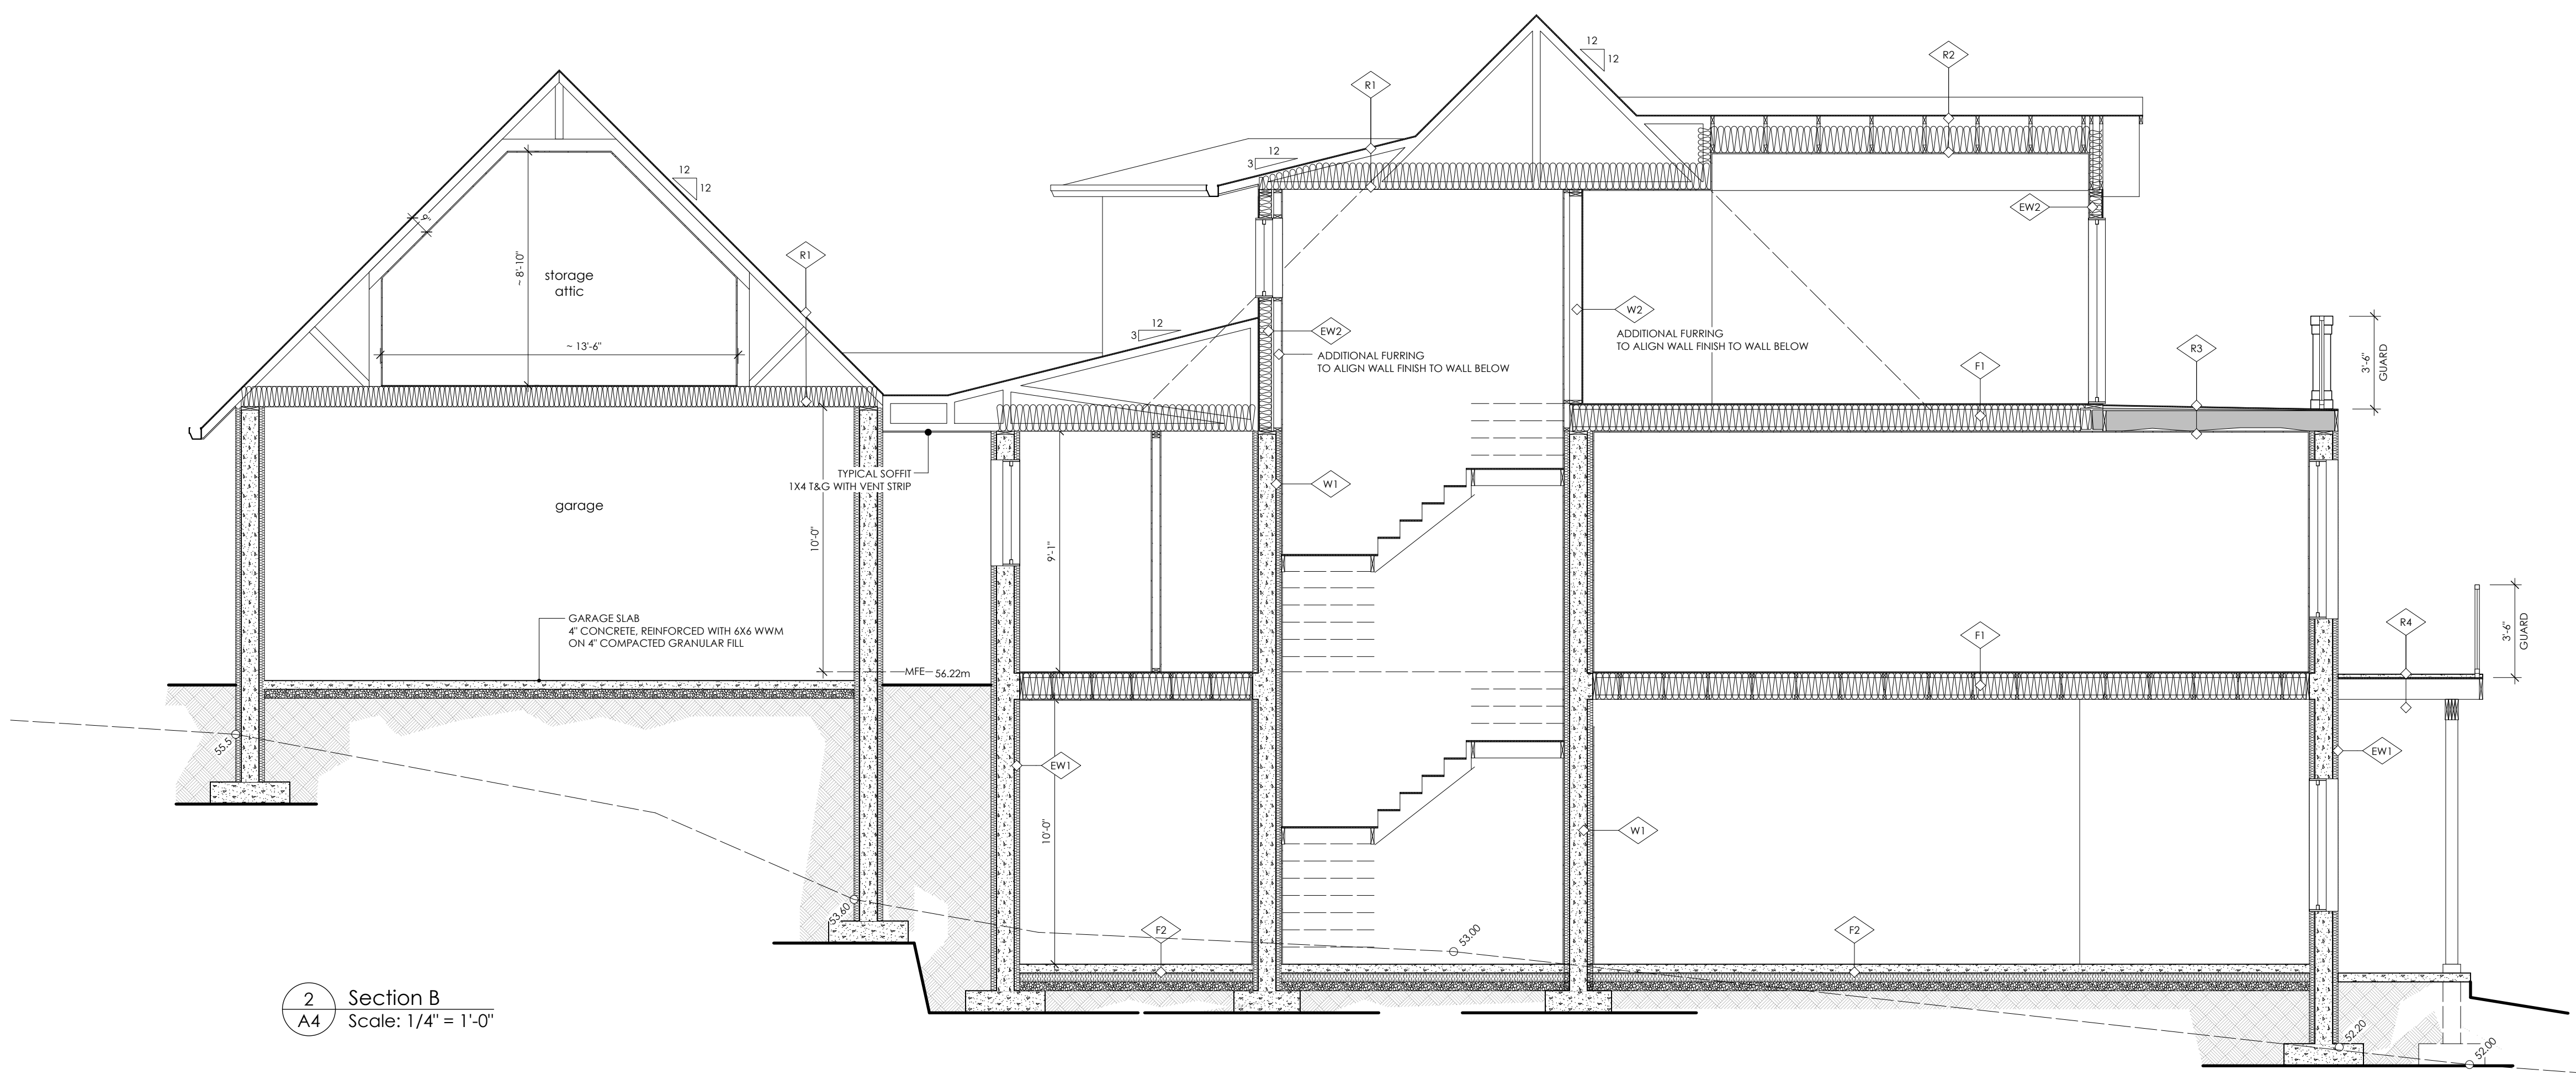 12
12
R2
R1
12
3
12
12
9"
~ 8'-10"
storage
attic
R1
EW2
W2
ADDITIONAL FURRING
TO ALIGN WALL FINISH TO WALL BELOW
12
3
EW2
ADDITIONAL FURRING
TO ALIGN WALL FINISH TO WALL BELOW
~ 13'-6"
F1
R3
3'-6"
GUARD
TYPICAL SOFFIT
1X4 T&G WITH VENT STRIP
W1
garage
10'-0"
9'-1"
GARAGE SLAB
4" CONCRETE, REINFORCED WITH 6X6 WWM
ON 4" COMPACTED GRANULAR FILL
F1
R4
3'-6"
GUARD
MFE 56.22m
55.5
EW1
EW1
10'-0"
W1
53.60
F2
53.00
F2
2
A4
Section B
Scale: 1/4" = 1'-0"
52.20
52.00